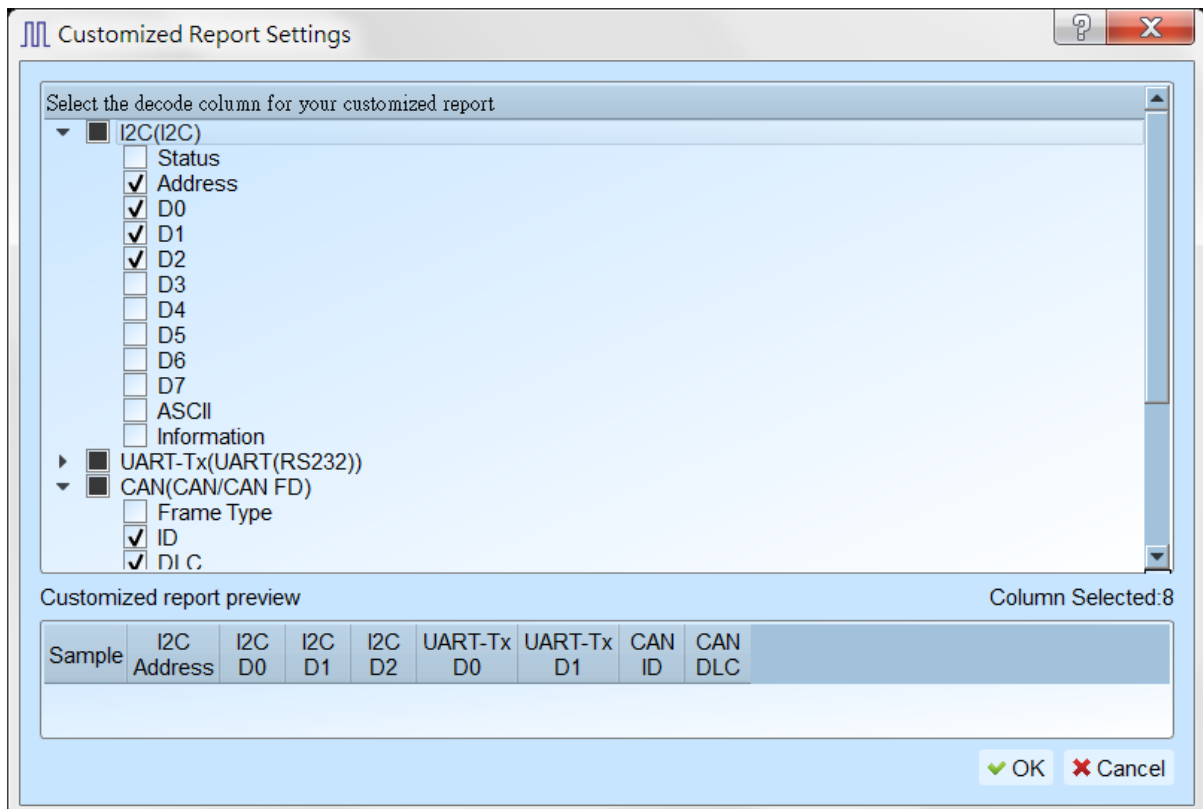 Customized Report Settings
Select the decode column for your customized report
I2C(I2C)
Status
Address
D0
D1
D2
D3
D4
D5
D6
D7
ASCII
Information
UART-Tx(UART(RS232))
CAN(CAN/CAN FD)
Frame Type
ID
DLC
Customized report preview
Column Selected:8
Sample I2C I2C I2C I2C UART-Tx UART-Tx CAN CAN
Address D0 D1 D2 D0 D1 ID DLC
OK Cancel